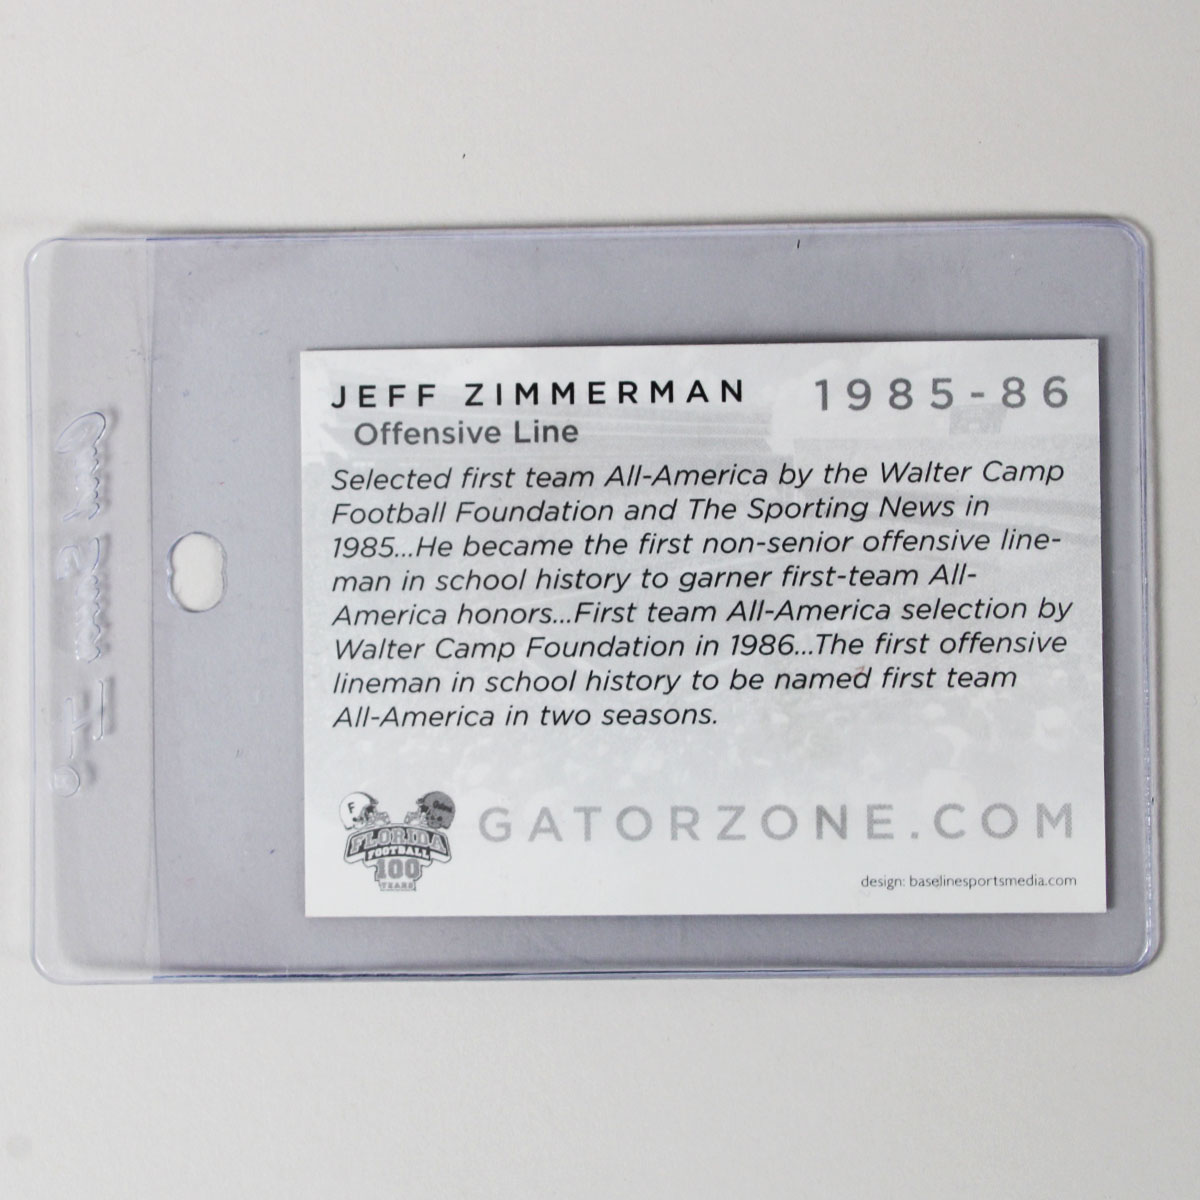 JEFF ZIMMERMAN 1985-86
Offensive Line
Selected first team All-America by the Walter Camp
Football Foundation and The Sporting News in
1985...He became the first non-senior offensive line-
man in school history to garner first-team All-
America honors...First team All-America selection by
Walter Camp Foundation in 1986...The first offensive
lineman in school history to be named first team
All-America in two seasons.
F Gators
FLORIDA
FOOTBALL
100
YEARS
GATORZONE.COM
design: baselinesportsmedia.com